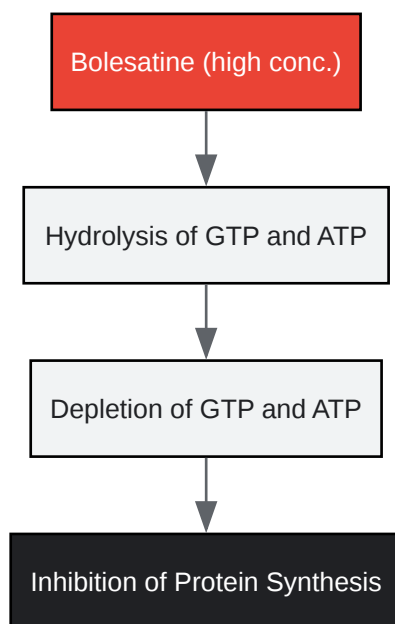 Bolesatine (high conc.)
Hydrolysis of GTP and ATP
Depletion of GTP and ATP
Inhibition of Protein Synthesis